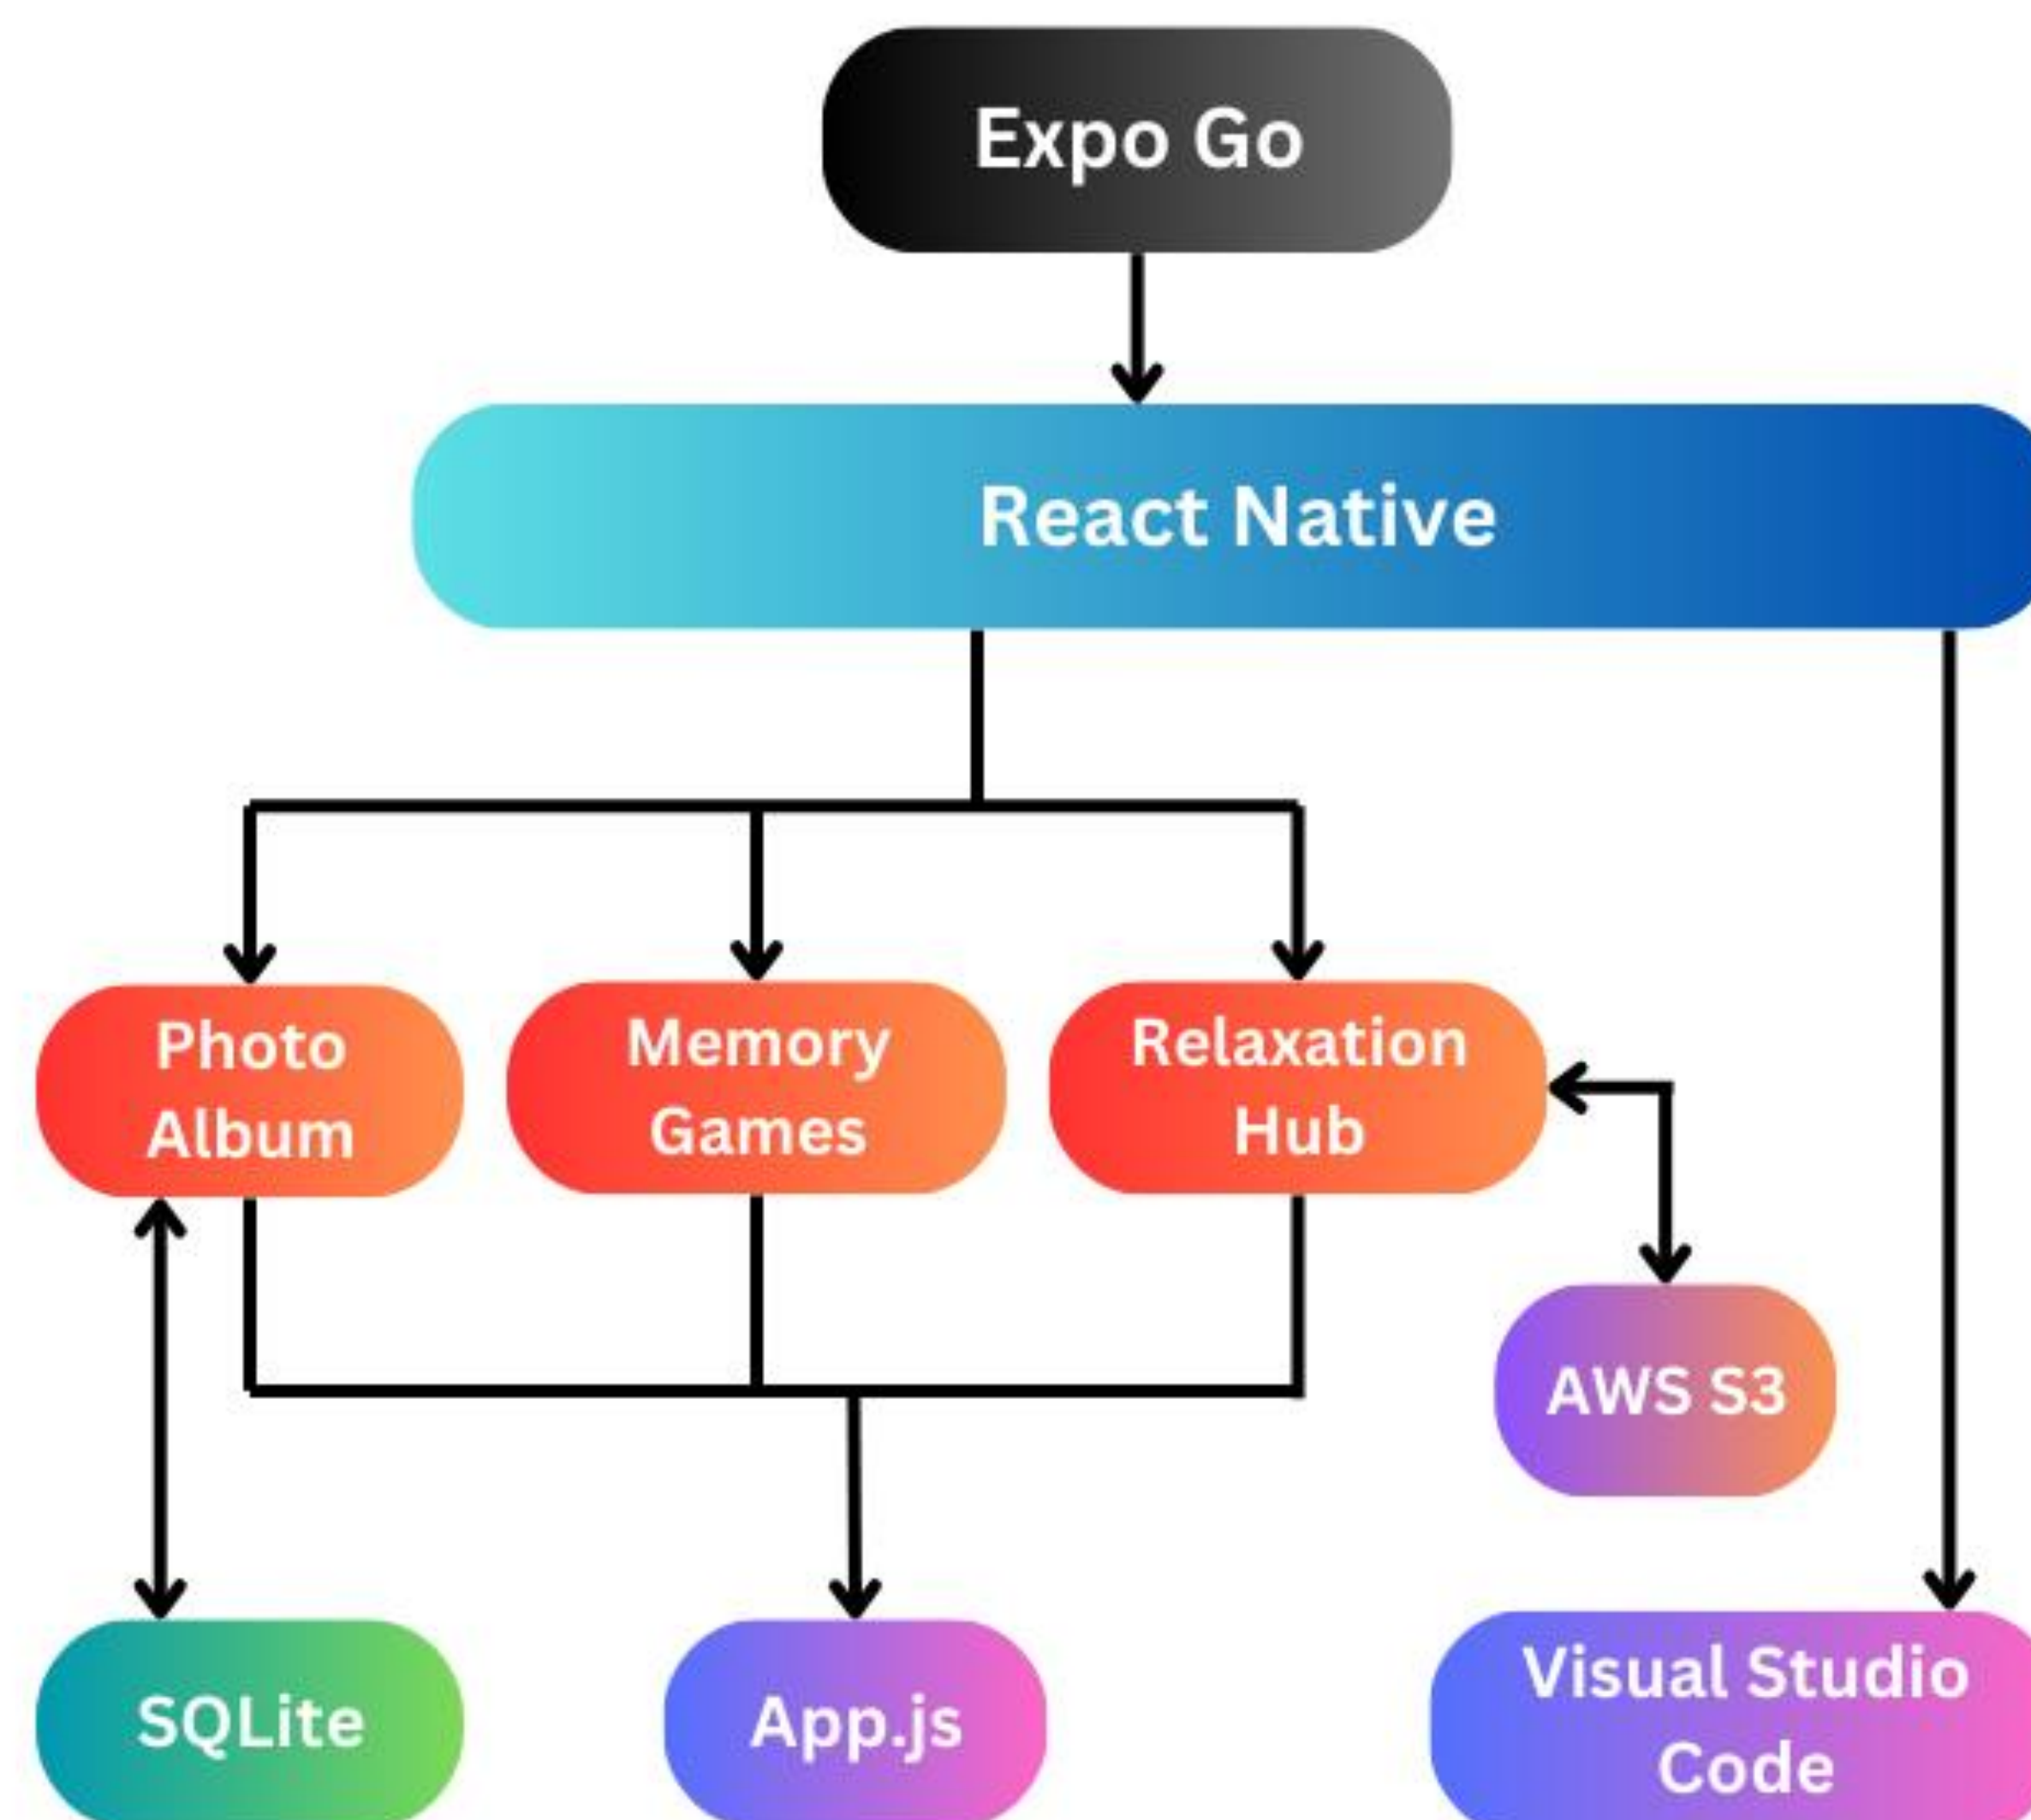 Expo Go
React Native
Photo
Album
Memory
Games
Relaxation
Hub
AWS S3
SQLite
App.js
Visual Studio
Code